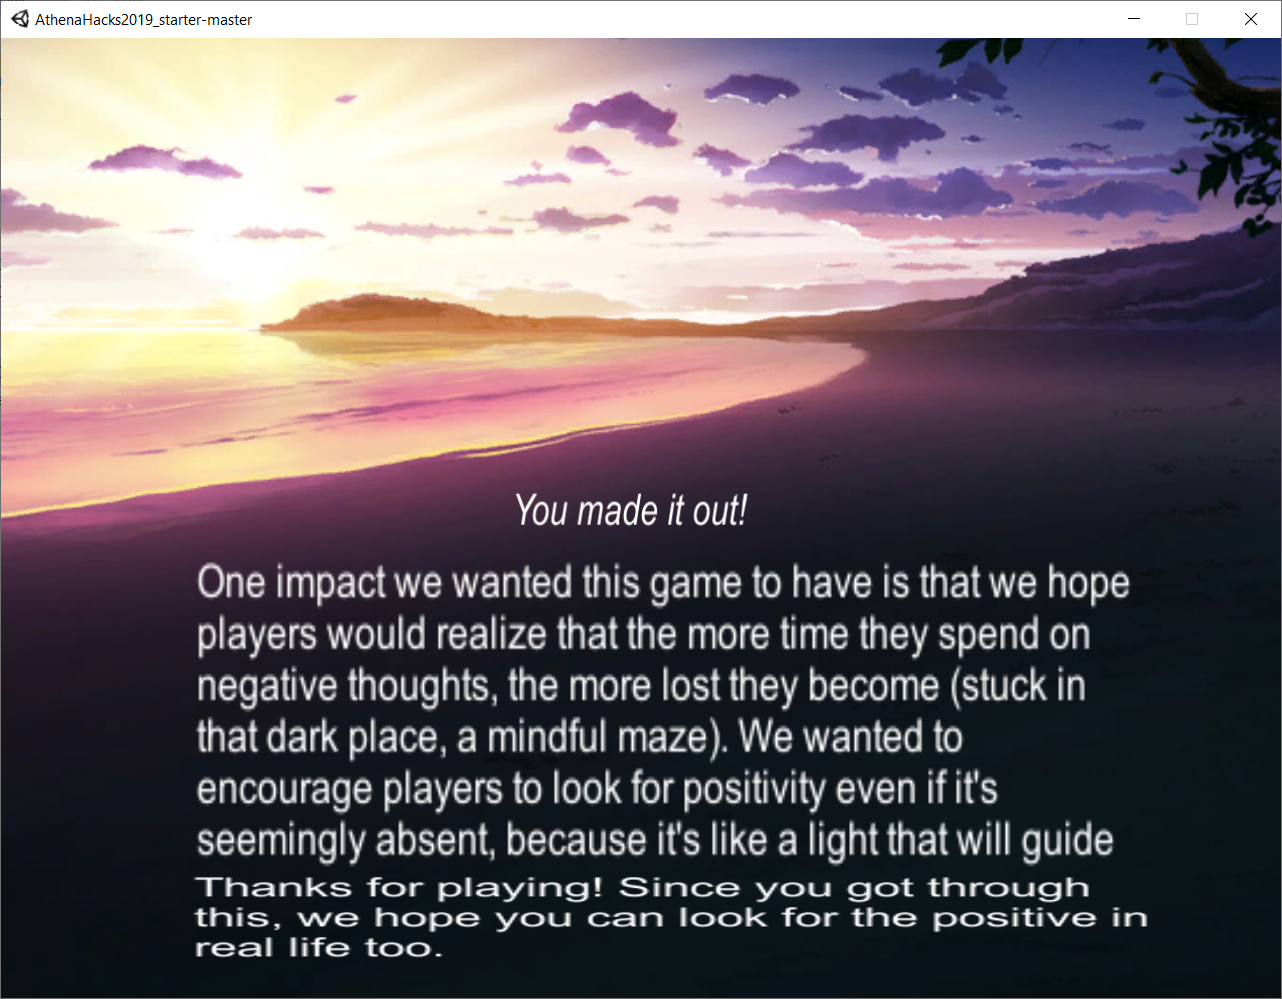 AthenaHacks2019_starter-master
You made it out!
One impact we wanted this game to have is that we hope
players would realize that the more time they spend on
negative thoughts, the more lost they become (stuck in
that dark place, a mindful maze). We wanted to
encourage players to look for positivity even if it's
seemingly absent, because it's like a light that will guide
Thanks for playing! Since you got through
this, we hope you can look for the positive in
real life too.